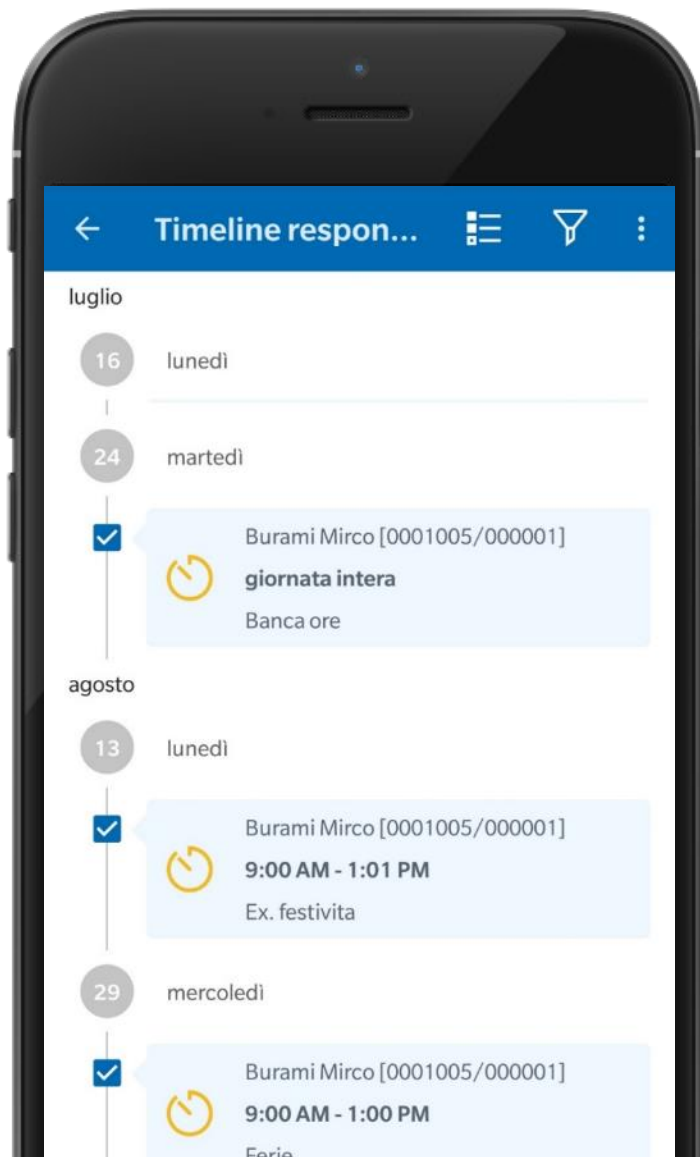 Timeline respon...
luglio
16 lunedì
24 martedì
Burami Mirco [0001005/000001]
giornata intera
Banca ore
agosto
13 lunedì
Burami Mirco [0001005/000001]
9:00 AM - 1:01 PM
Ex. festivita
29 mercoledì
Burami Mirco [0001005/000001]
9:00 AM - 1:00 PM
Ferie